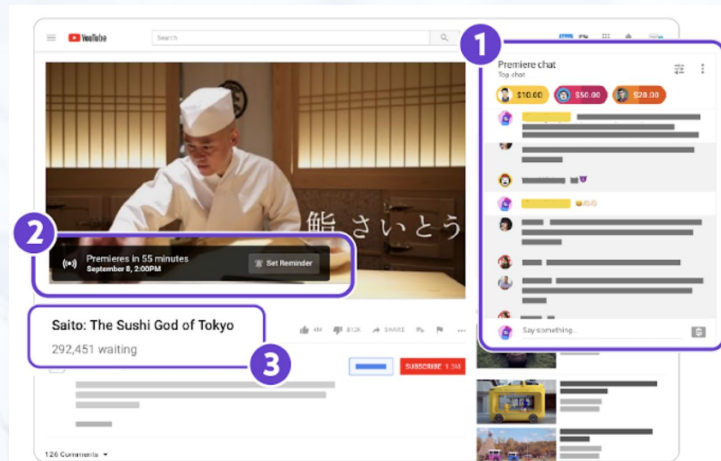 YouTube
Search
1
Premiere chat
Top chat
$10.00
$50.00
$20.00
鮨さいとう
2
Premieres in 55 minutes
September 8, 2:00PM
Set Reminder
Saito: The Sushi God of Tokyo
4M
812K
SHARE
292,451 waiting
3
SUBSCRIBE
Say something...
126 Comments